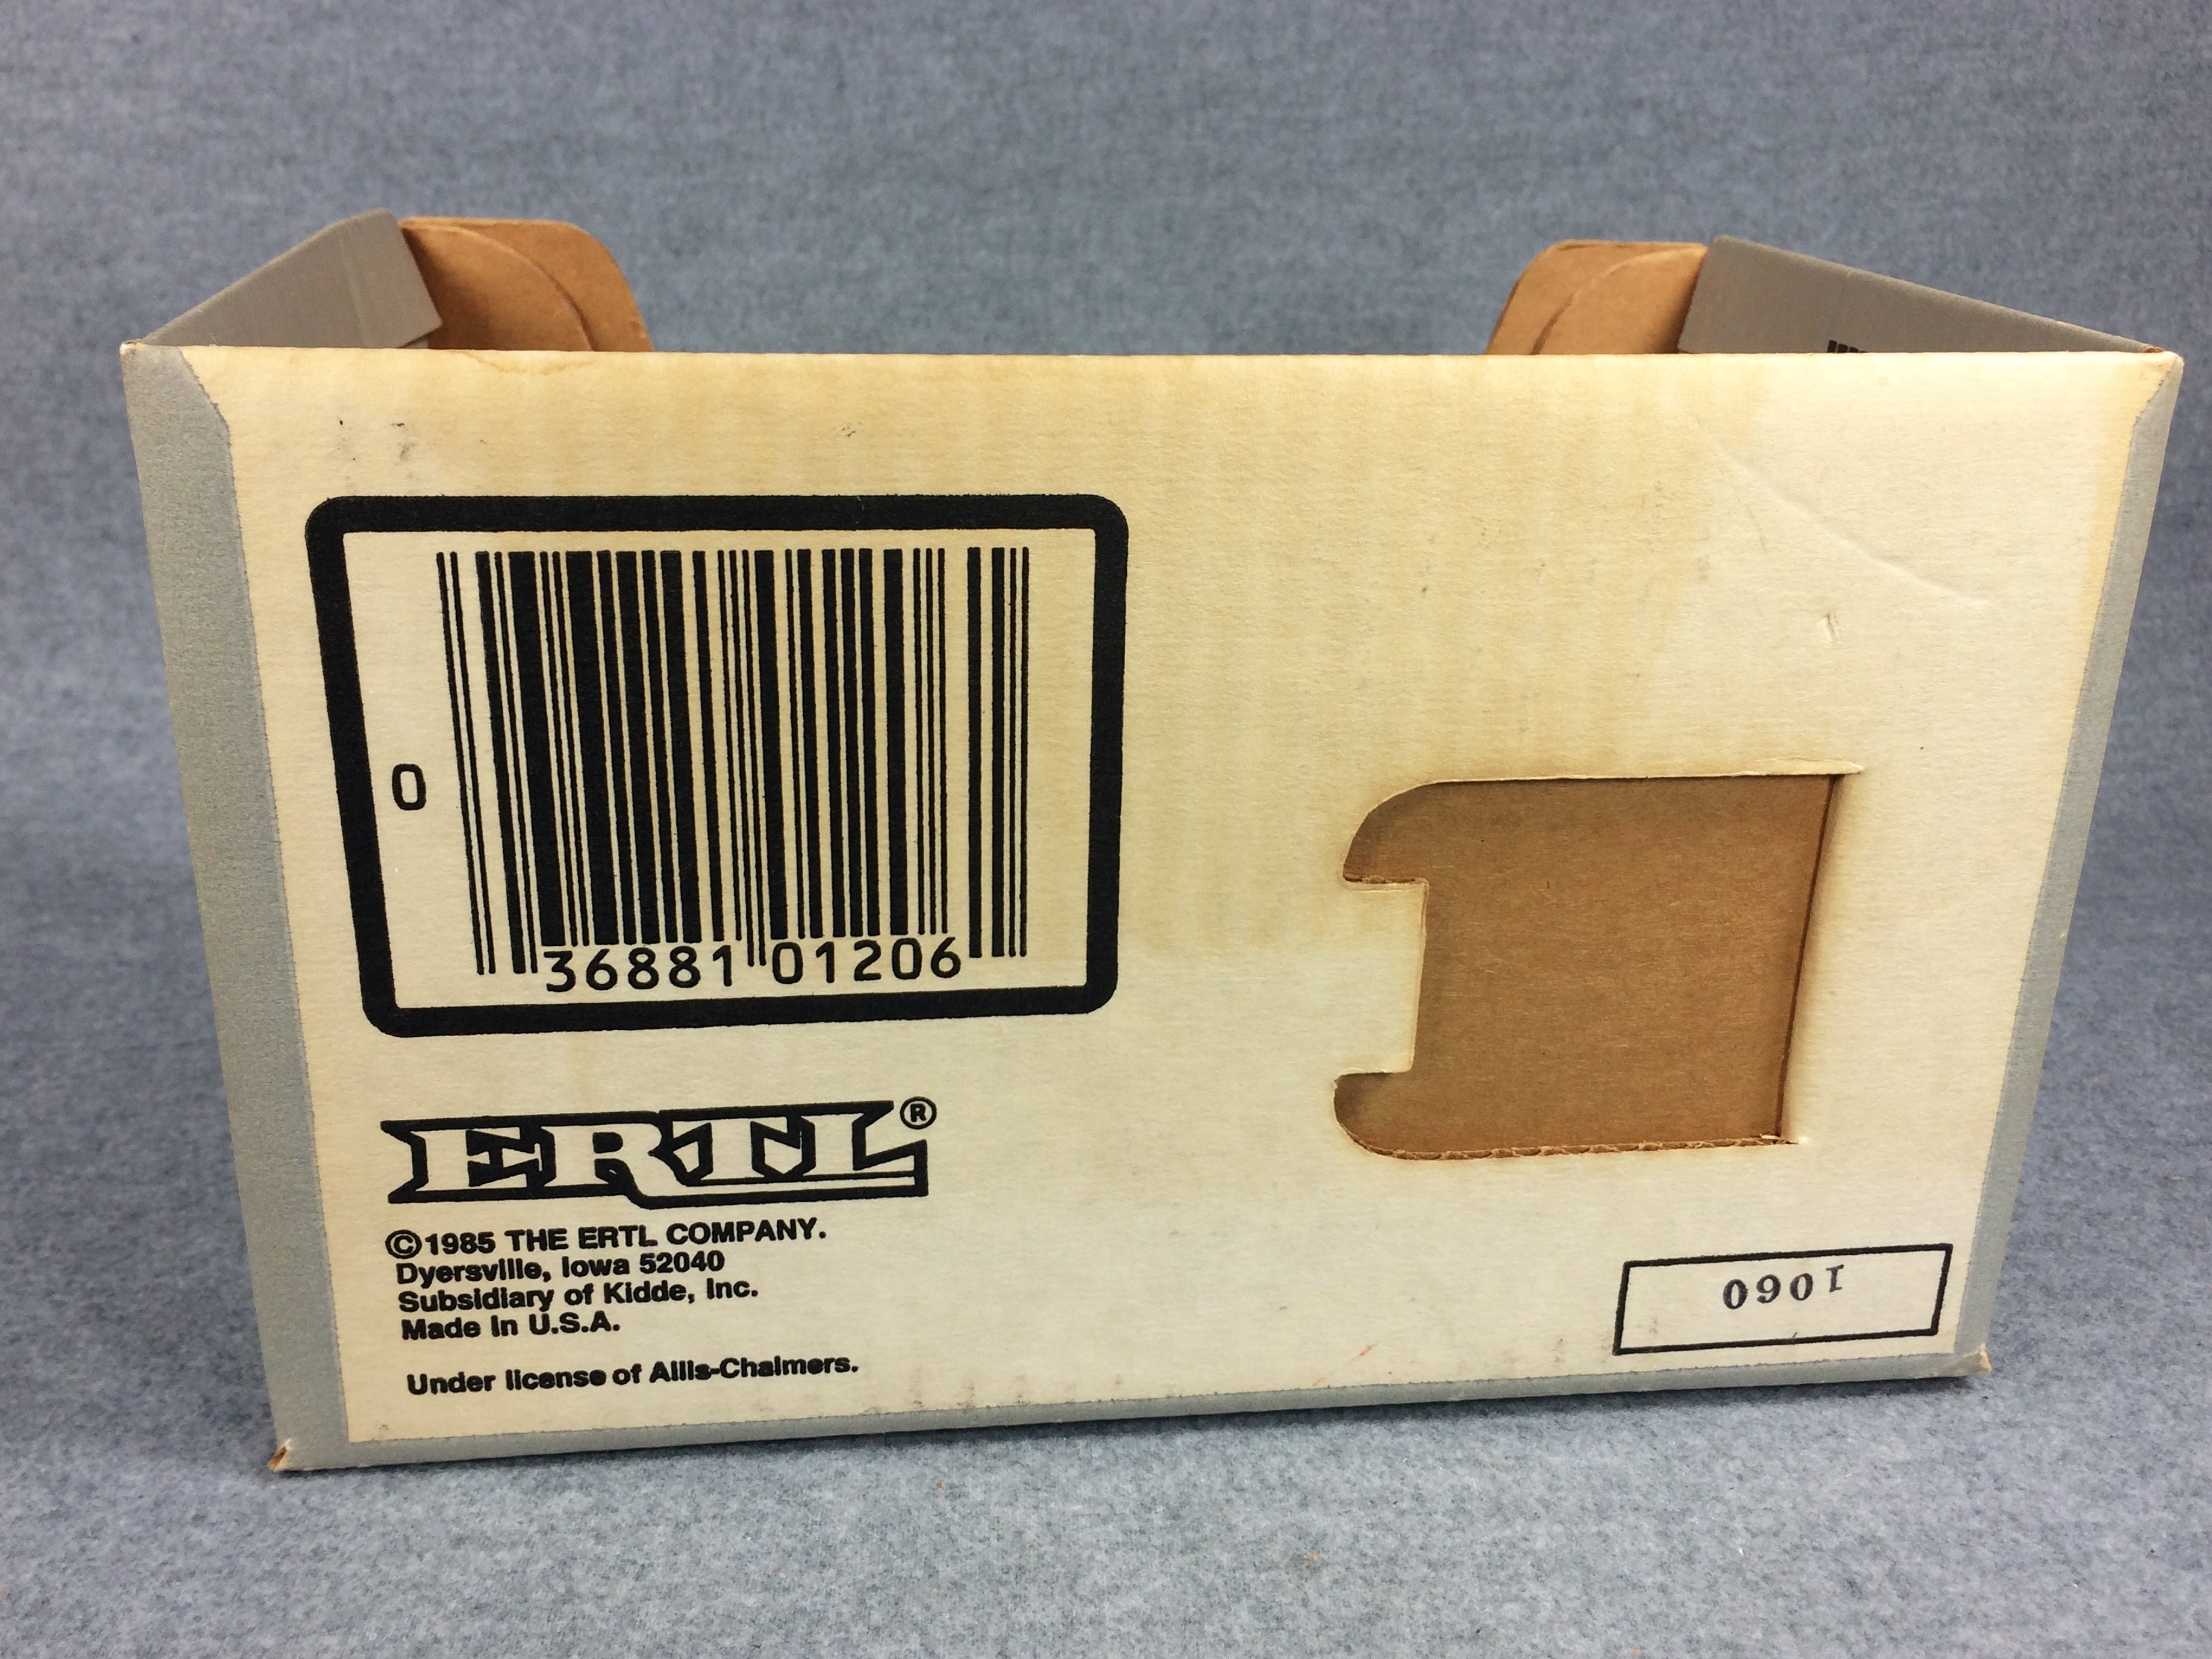 0
36881 01206
ERTL®
©1985 THE ERTL COMPANY.
Dyersville, Iowa 52040
Subsidiary of Kidde, Inc.
Made in U.S.A.
Under license of Allis-Chalmers.
1060